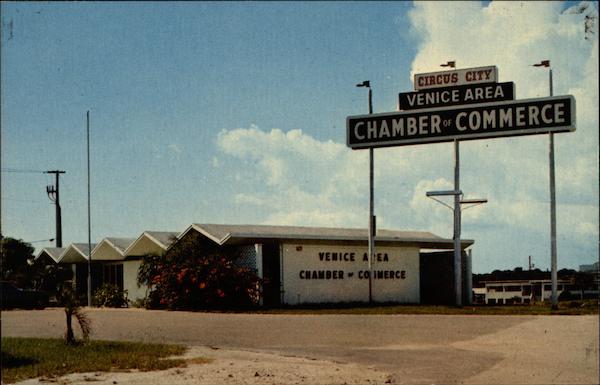 CIRCUS CITY
VENICE AREA
CHAMBER OF COMMERCE
VENICE AREA
CHAMBER OF COMMERCE